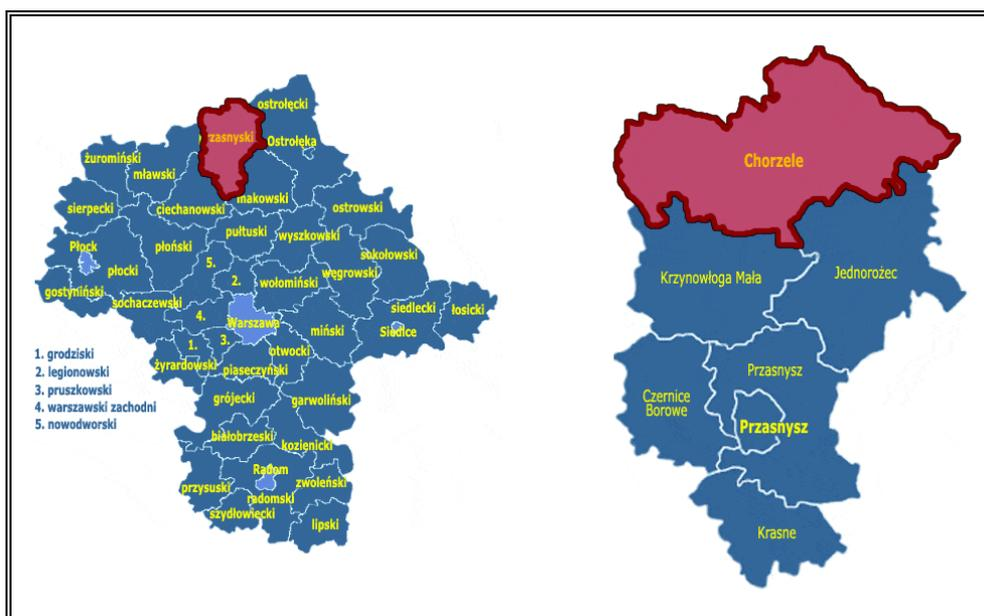 ostrołęcki
rzasnyski
Ostrołęka
żuromiński
mławski
sierpecki
ciechanowski
makowski
ostrowski
pułtuski
wyszkowski
Płock
płocki
płoński
5.
sokołowski
węgrowski
2.
wołomiński
gostyniński
sochaczewski
4.
Warszawa
siedlecki
łosicki
Siedlce
miński
1.
3.
otwocki
żyrardowski
piaseczyński
1. grodziski
2. legionowski
3. pruszkowski
4. warszawski zachodni
5. nowodworski
grójecki
garwoliński
białobrzeski
kozienicki
Radom
zwoleński
przysuski
radomski
szydłowiecki
lipski
Chorzele
Krzynowłoga Mała
Jednorożec
Przasnysz
Czernice
Borowe
Przasnysz
Krasne